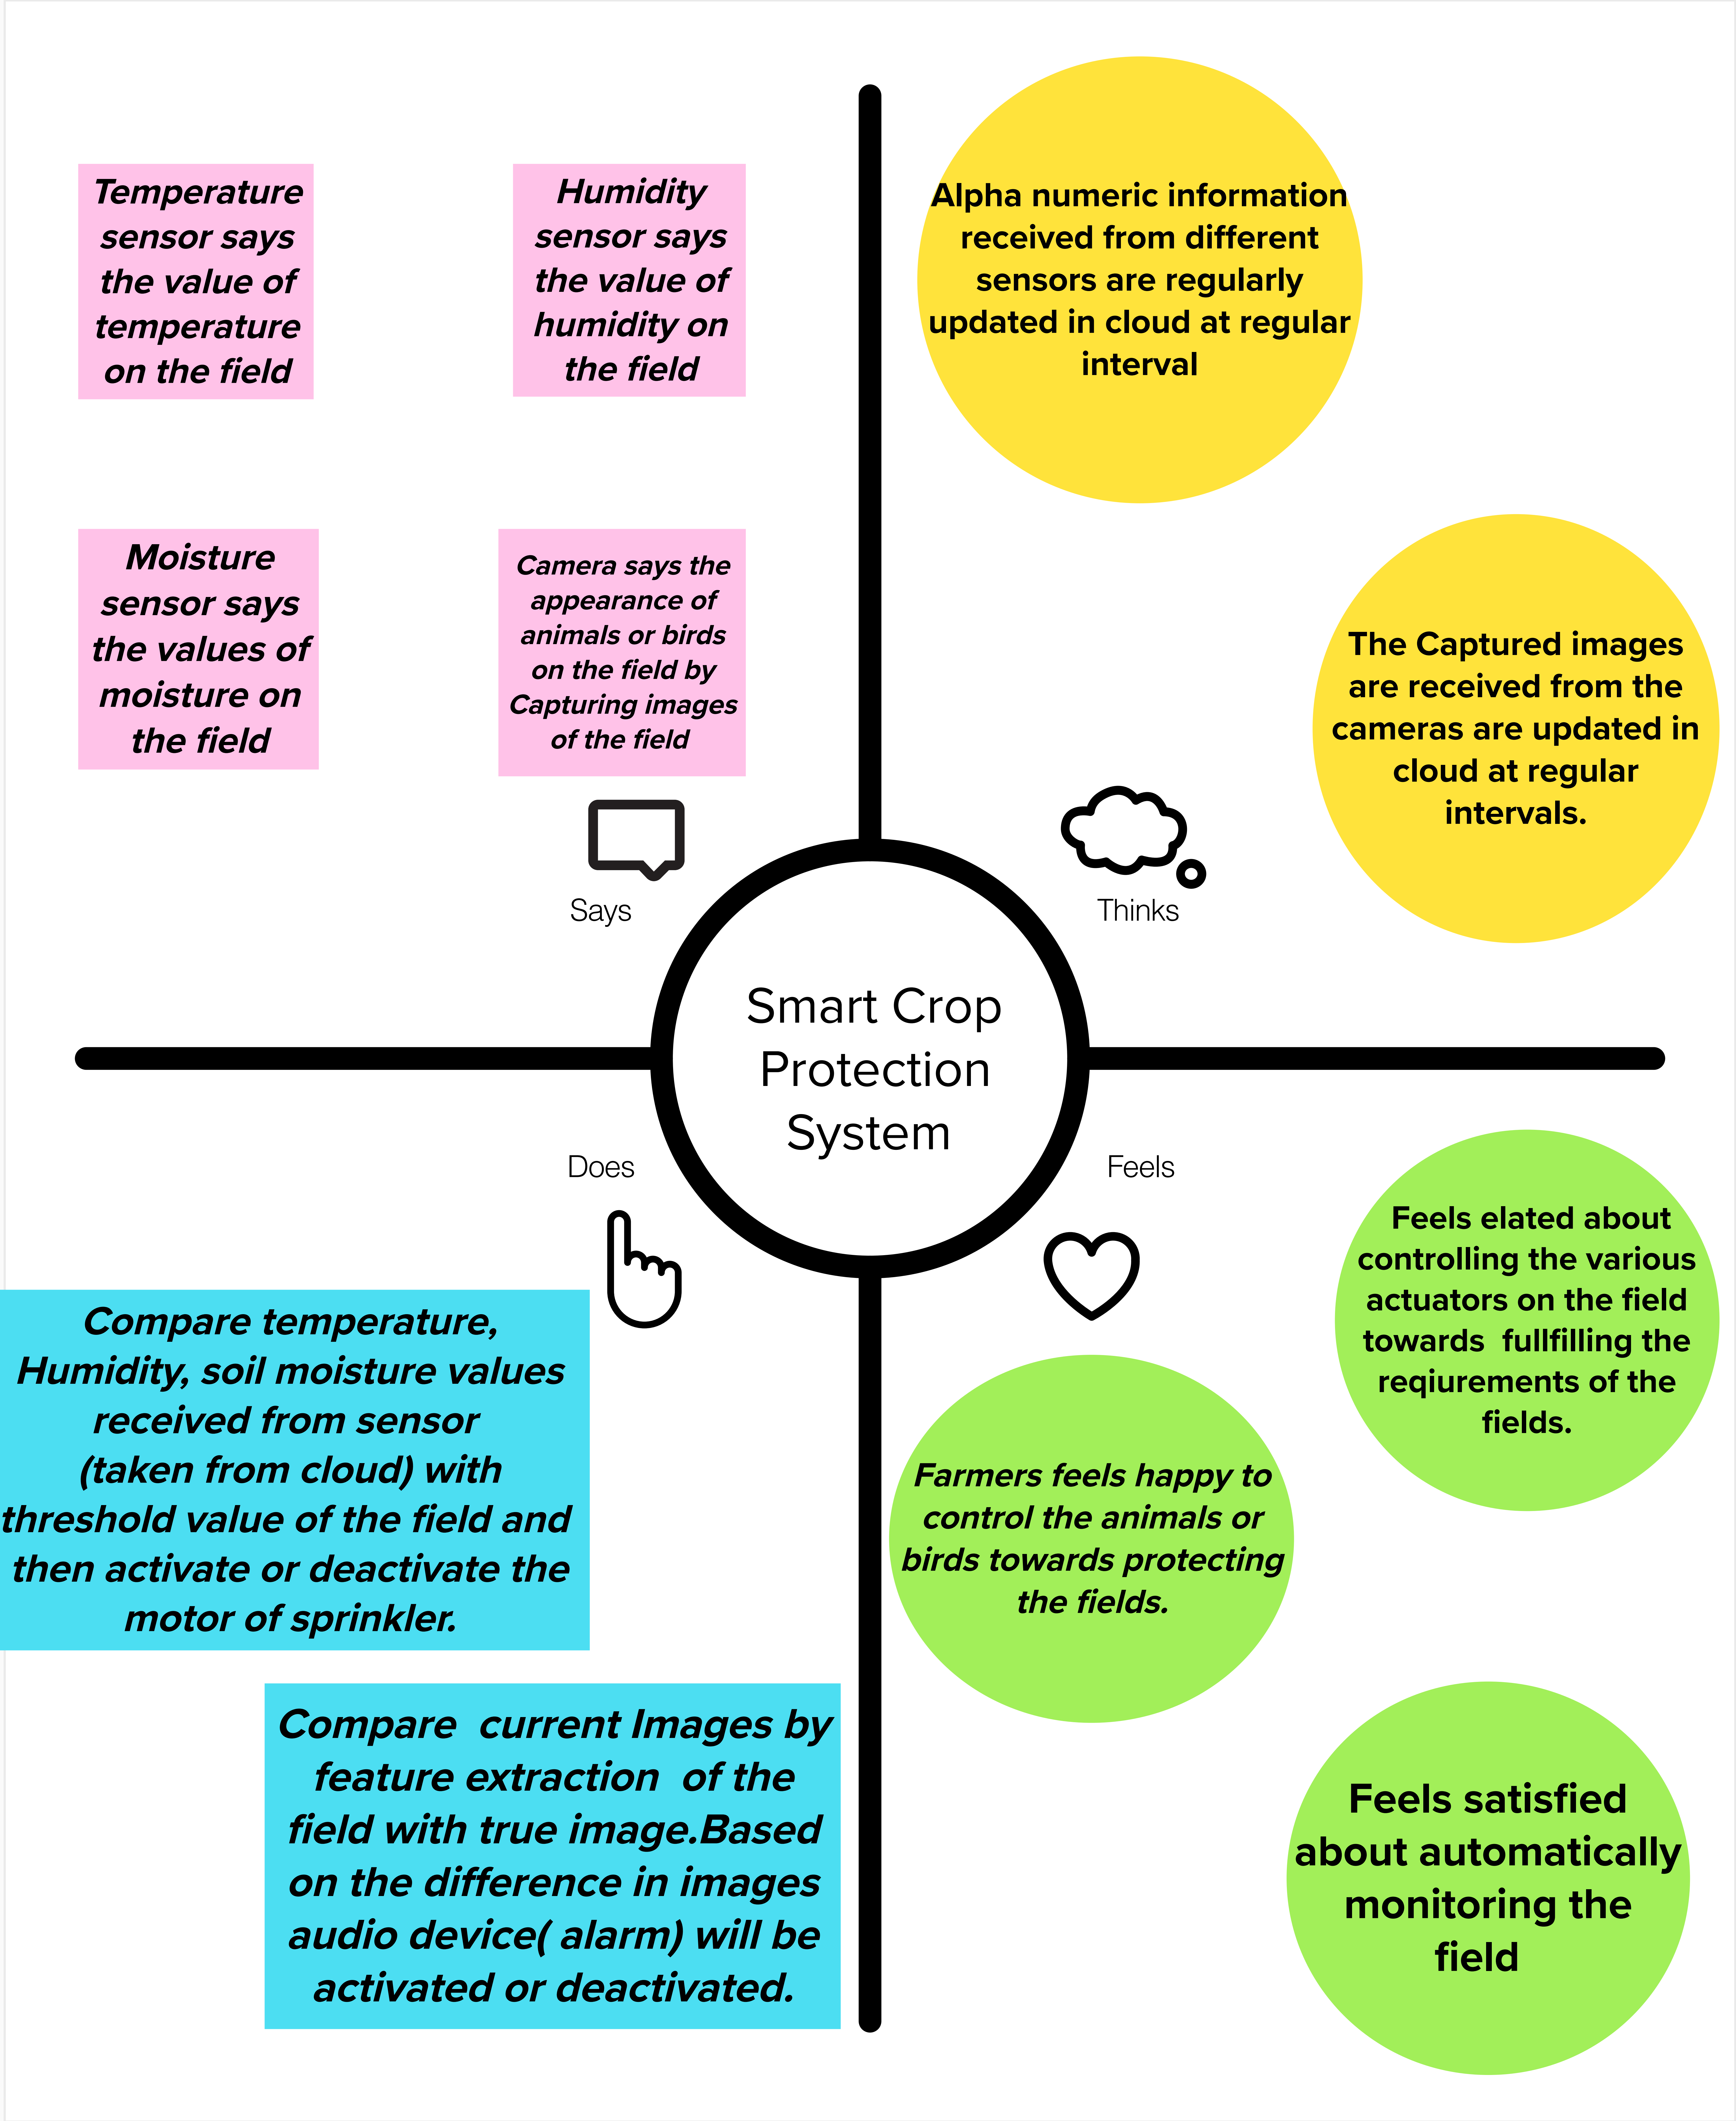 Temperature
sensor says
the value of
temperature
on the field
Humidity
sensor says
the value of
humidity on
the field
Moisture
sensor says
the values of
moisture on
the field
Camera says the
appearance of
animals or birds
on the field by
Capturing images
of the field
Says
Alpha numeric information
received from different
sensors are regularly
updated in cloud at regular
interval
The Captured images
are received from the
cameras are updated in
cloud at regular
intervals.
Thinks
Smart Crop
Protection
System
Does
Compare temperature,
Humidity, soil moisture values
received from sensor
(taken from cloud) with
threshold value of the field and
then activate or deactivate the
motor of sprinkler.
Compare  current Images by
feature extraction  of the
field with true image.Based
on the difference in images
audio device( alarm) will be
activated or deactivated.
Feels
Feels elated about
controlling the various
actuators on the field
towards  fullfilling the
reqiurements of the
fields.
Farmers feels happy to
control the animals or
birds towards protecting
the fields.
Feels satisfied
about automatically
monitoring the
field